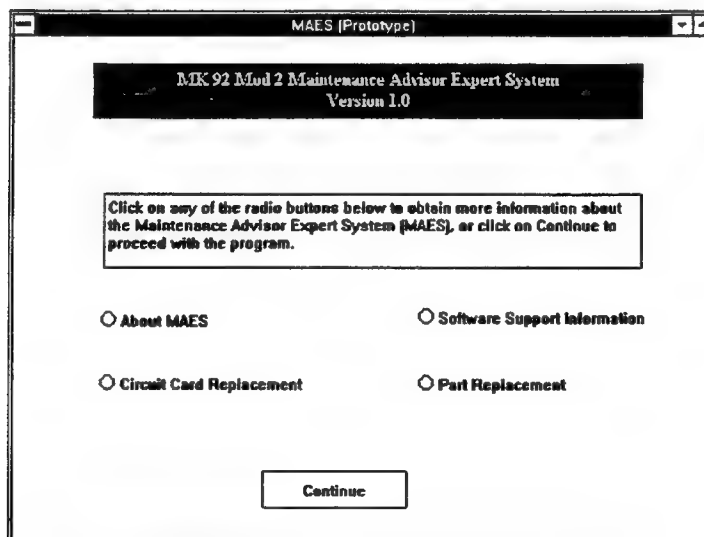 MAES (Prototype)
MK 92 Mod 2 Maintenance Advisor Expert System
Version 1.0
Click on any of the radio buttons below to obtain more information about
the Maintenance Advisor Expert System (MAES), or click on Continue to
proceed with the program.
About MAES
Software Support Information
Circuit Card Replacement
Part Replacement
Continue